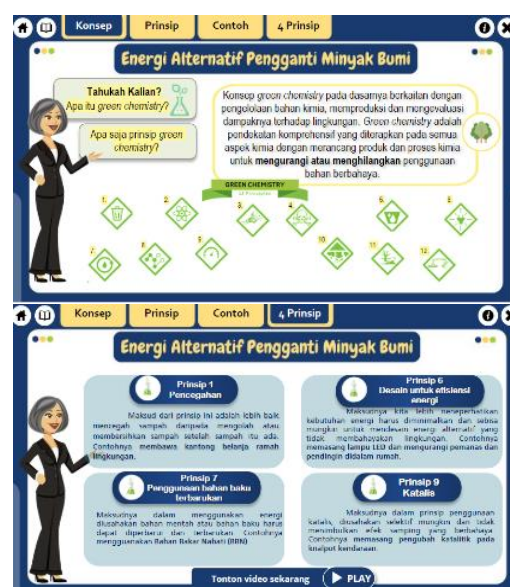 Konsep
Prinsip
Contoh
4 Prinsip
Energi Alternatif Pengganti Minyak Bumi
Tahukah Kalian?
Apa itu green chemistry?
Apa saja prinsip green
chemistry?
Konsep green chemistry pada dasarnya berkaitan dengan
pengelolaan bahan kimia, memproduksi dan mengevaluasi
dampaknya terhadap lingkungan. Green chemistry adalah
pendekatan komprehensif yang diterapkan pada semua
aspek kimia dengan merancang produk dan proses kimia
untuk mengurangi atau menghilangkan penggunaan
bahan berbahaya.
GREEN CHEMISTRY
1.
2.
3.
4.
5.
6.
7.
8.
9.
10.
11.
12.
Konsep
Prinsip
Contoh
4 Prinsip
Energi Alternatif Pengganti Minyak Bumi
Prinsip 1
Pencegahan
Maksud dari prinsip ini adalah lebih baik
mencegah sampah daripada mengolah atau
membersihkan sampah setelah sampah itu ada.
Contohnya membawa kantong belanja ramah
lingkungan.
Prinsip 6
Desain untuk efisiensi
energi
Maksudnya kita lebih
kebutuhan energi harus diminimalkan dan sebisa
mungkin untuk mendesain energi alternatif yang
tidak membahayakan lingkungan. Contohnya
memasang lampu LED dan mengurangi pemanas dan
pendingin didalam rumah.
Prinsip 7
Penggunaan bahan baku
terbarukan
Maksudnya dalam menggunakan energi
diusahakan bahan mentah atau bahan baku harus
dapat diperbarui dan terbarukan. Contohnya
Bahan Bakar Nabati (BBN)
Prinsip 9
Katalis
Maksudnya dalam prinsip penggunaan
katalis, diusahakan selektif mungkin dan tidak
menimbulkan efek samping yang berbahaya.
Contohnya memasang pengubah katalitik pada
knalpot kendaraan.
Tonton video sekarang
PLAY